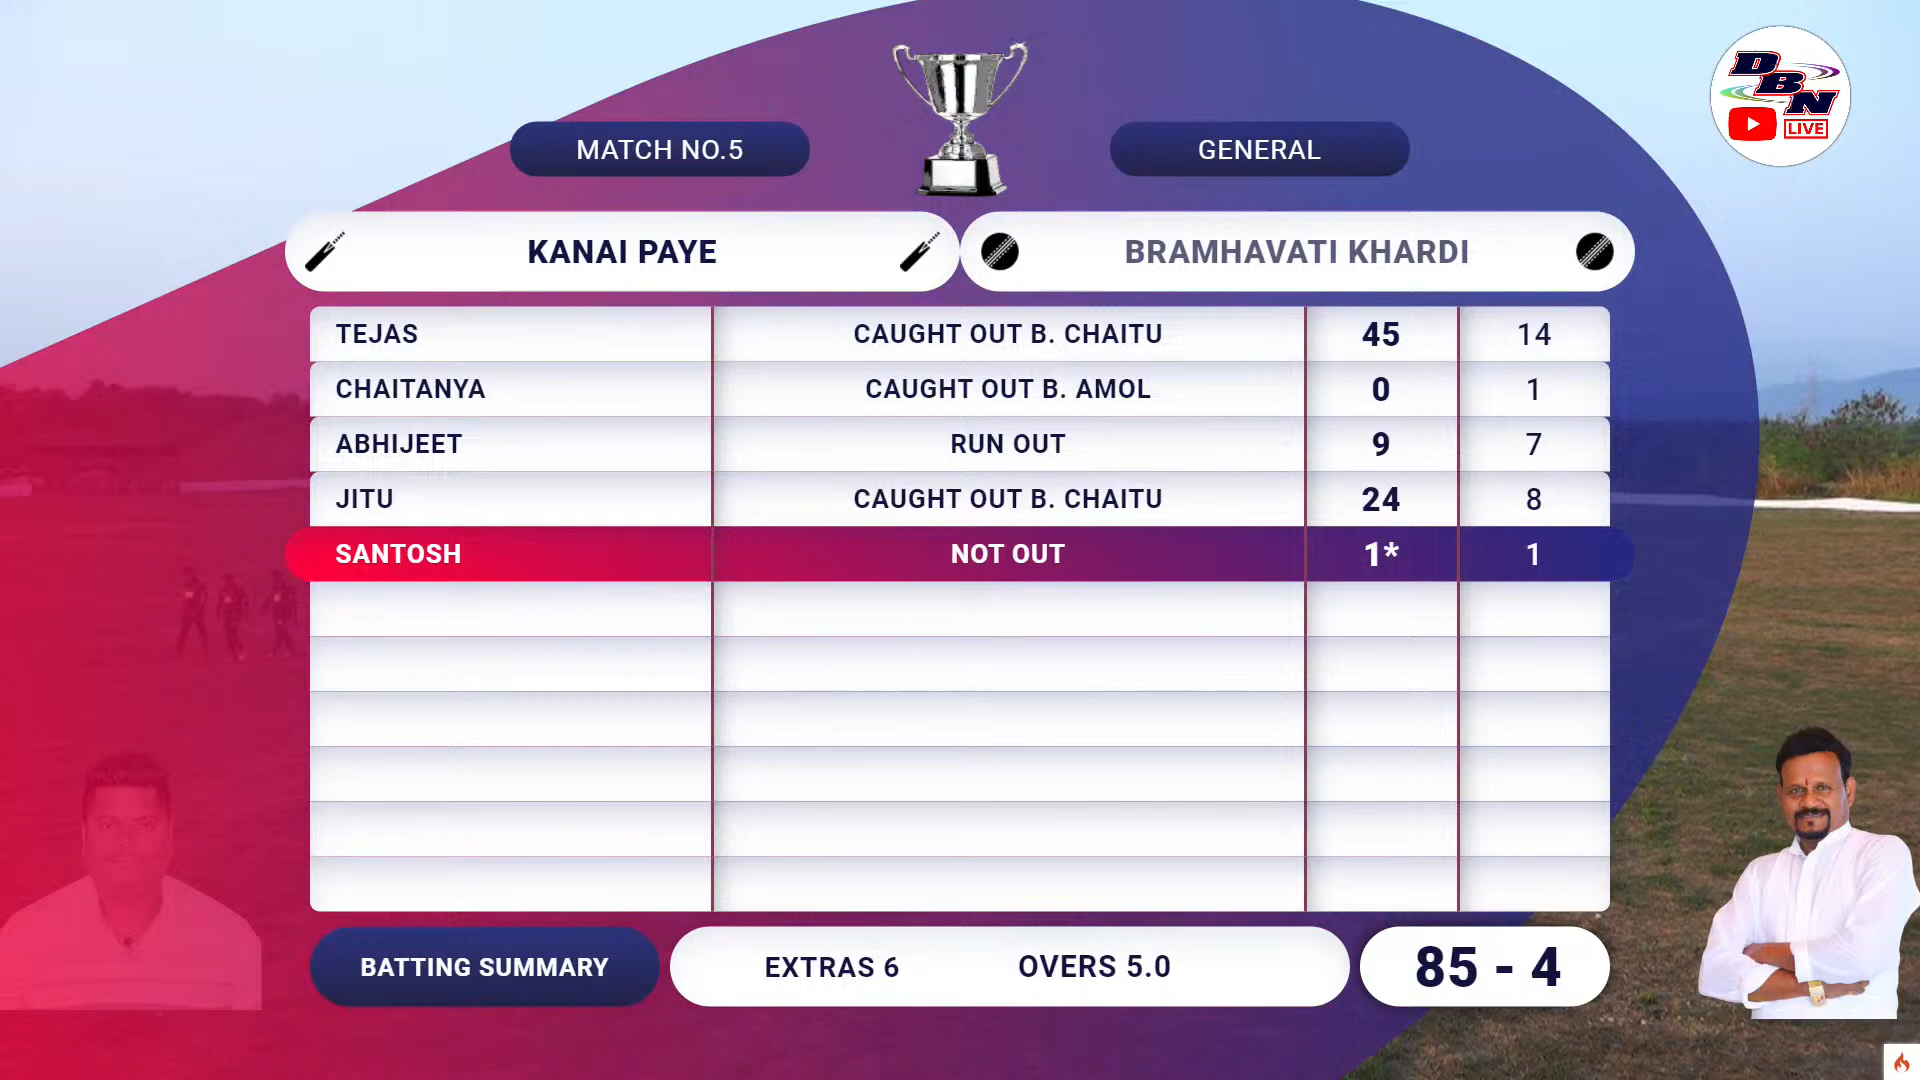 DBN
LIVE
MATCH NO.5
GENERAL
KANAI PAYE
BRAMHAVATI KHARDI
TEJAS CAUGHT OUT B. CHAITU 45 14
CHAITANYA CAUGHT OUT B. AMOL 0 1
ABHIJEET RUN OUT 9 7
JITU CAUGHT OUT B. CHAITU 24 8
SANTOSH NOT OUT 1* 1
BATTING SUMMARY EXTRAS 6 OVERS 5.0 85 - 4